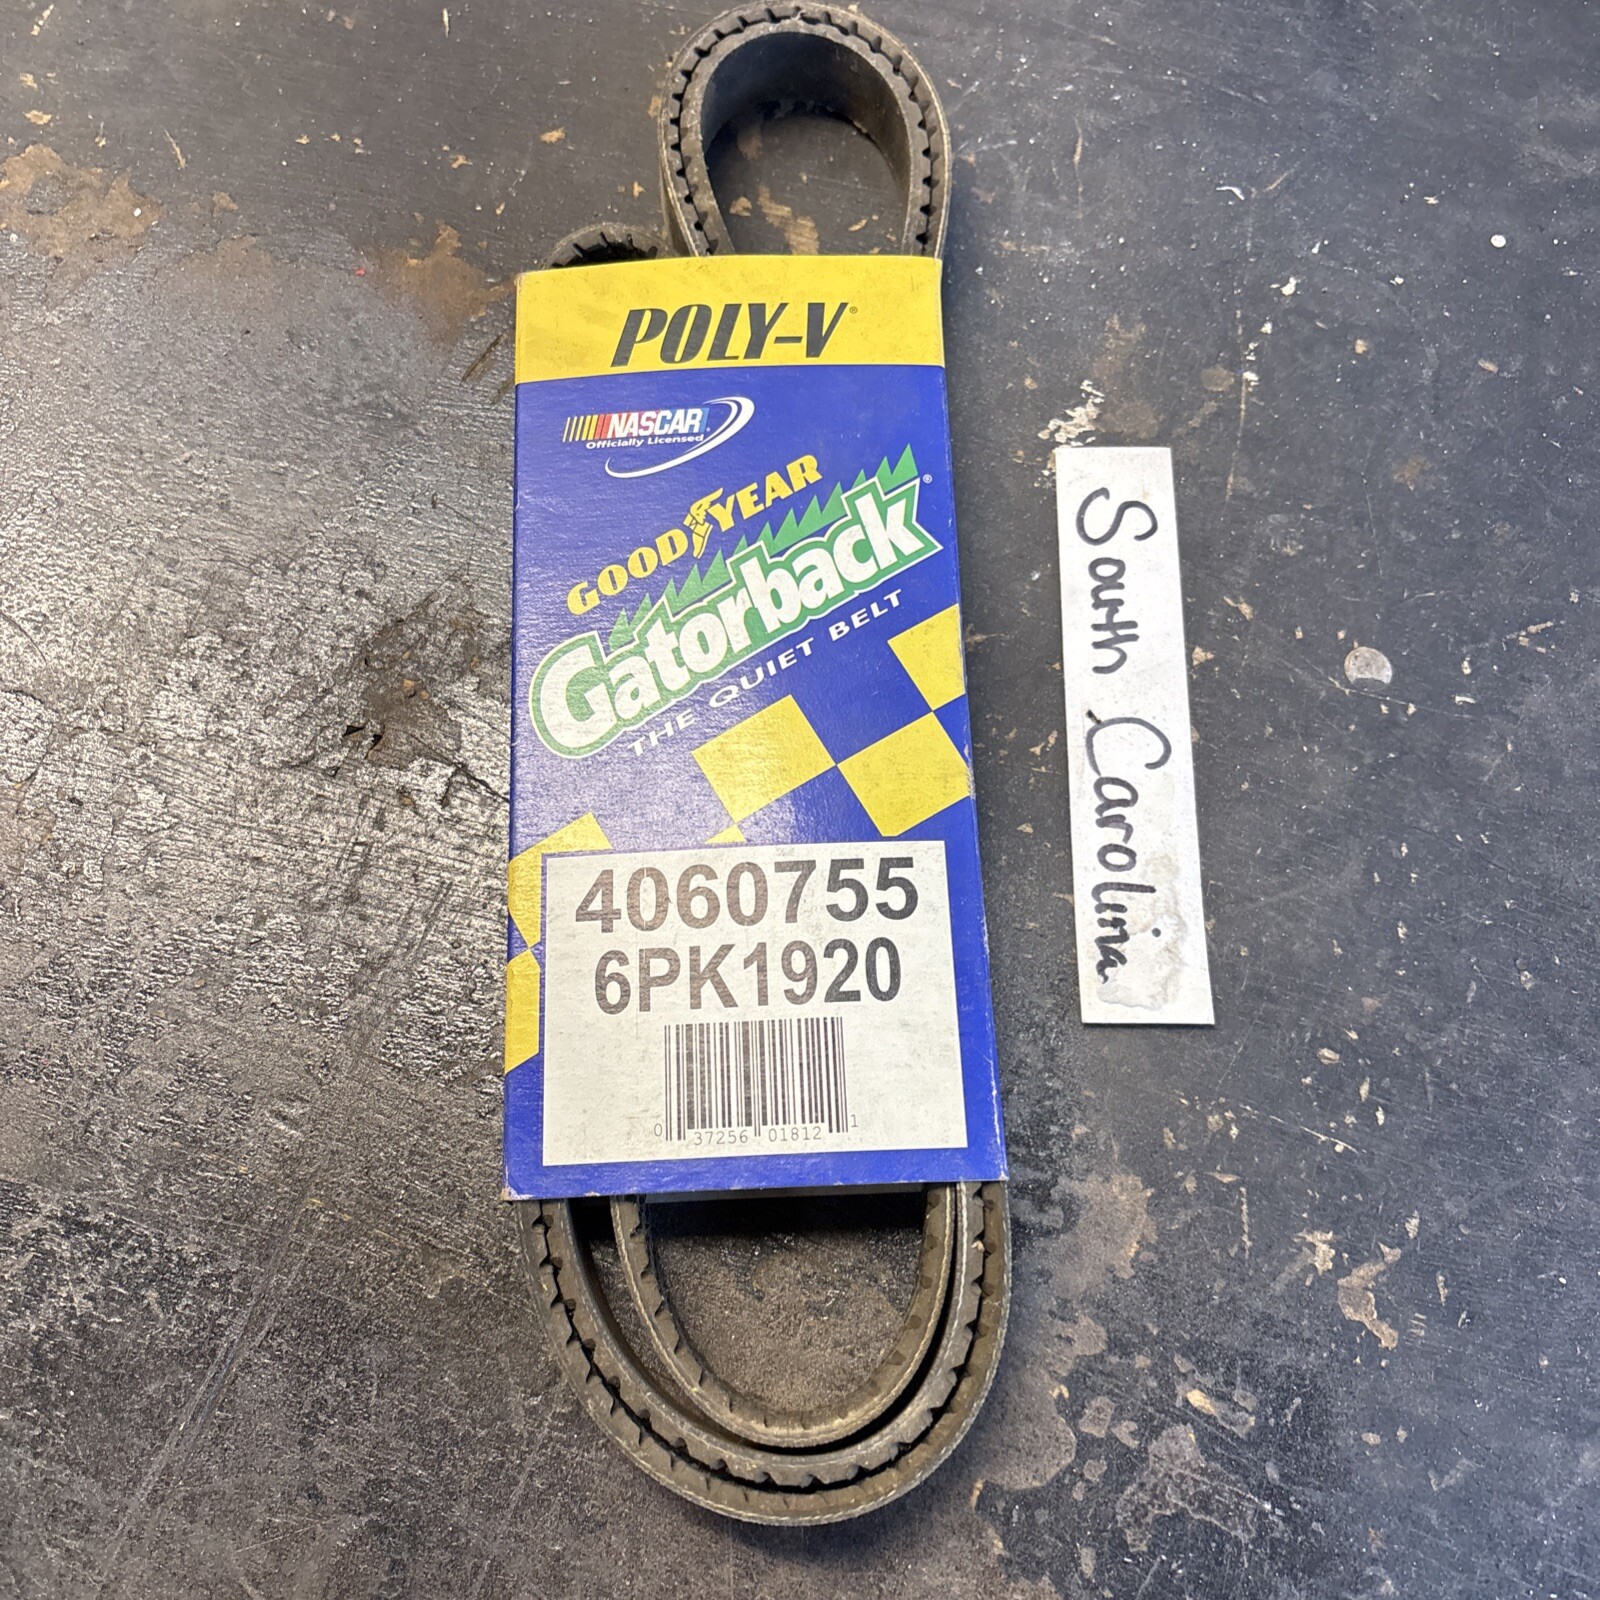 POLY-V®
NASCAR.
Officially Licensed
GOODYEAR
Gatorback®
THE QUIET BELT
4060755
6PK1920
0 37256 01812 1
South Carolina